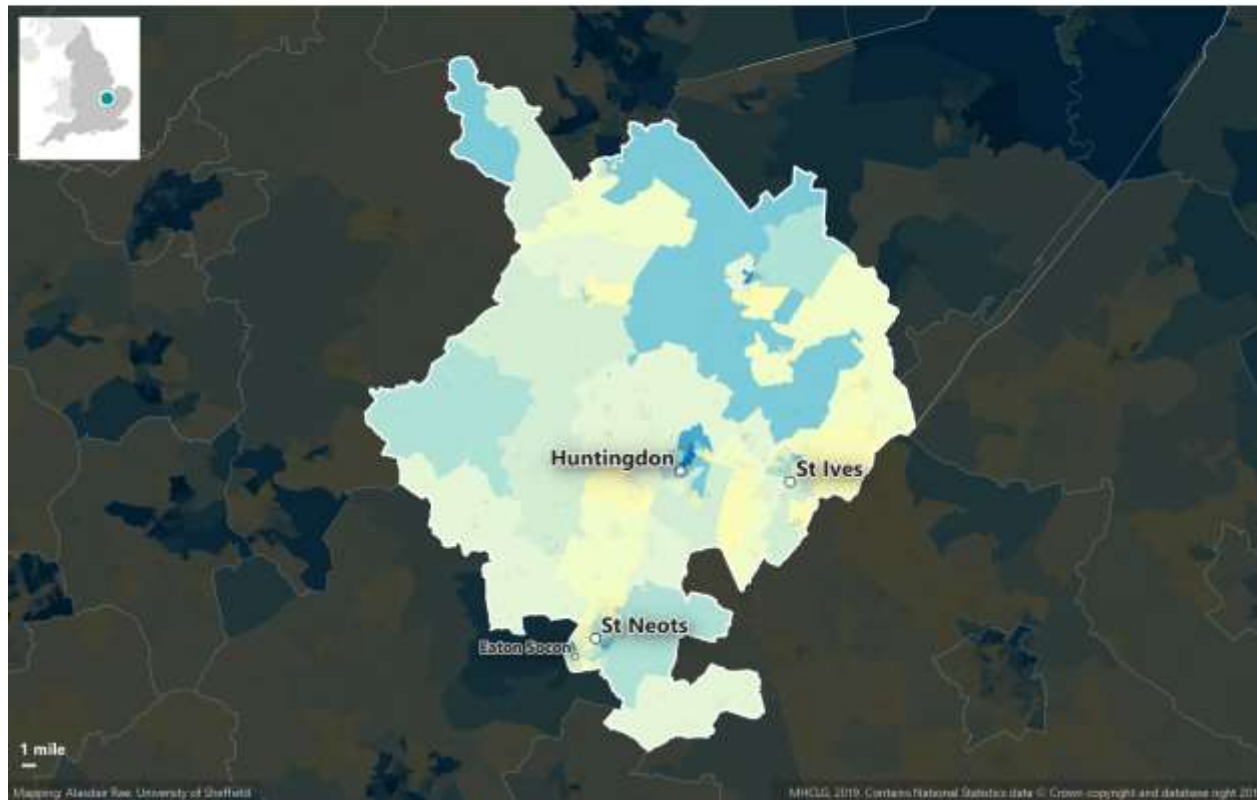 Huntingdon
St Ives
St Neots
Eaton Socon
1 mile
Mapping: Alasdair Rae, University of Sheffield
MHCLG, 2019. Contains National Statistics data © Crown copyright and database right